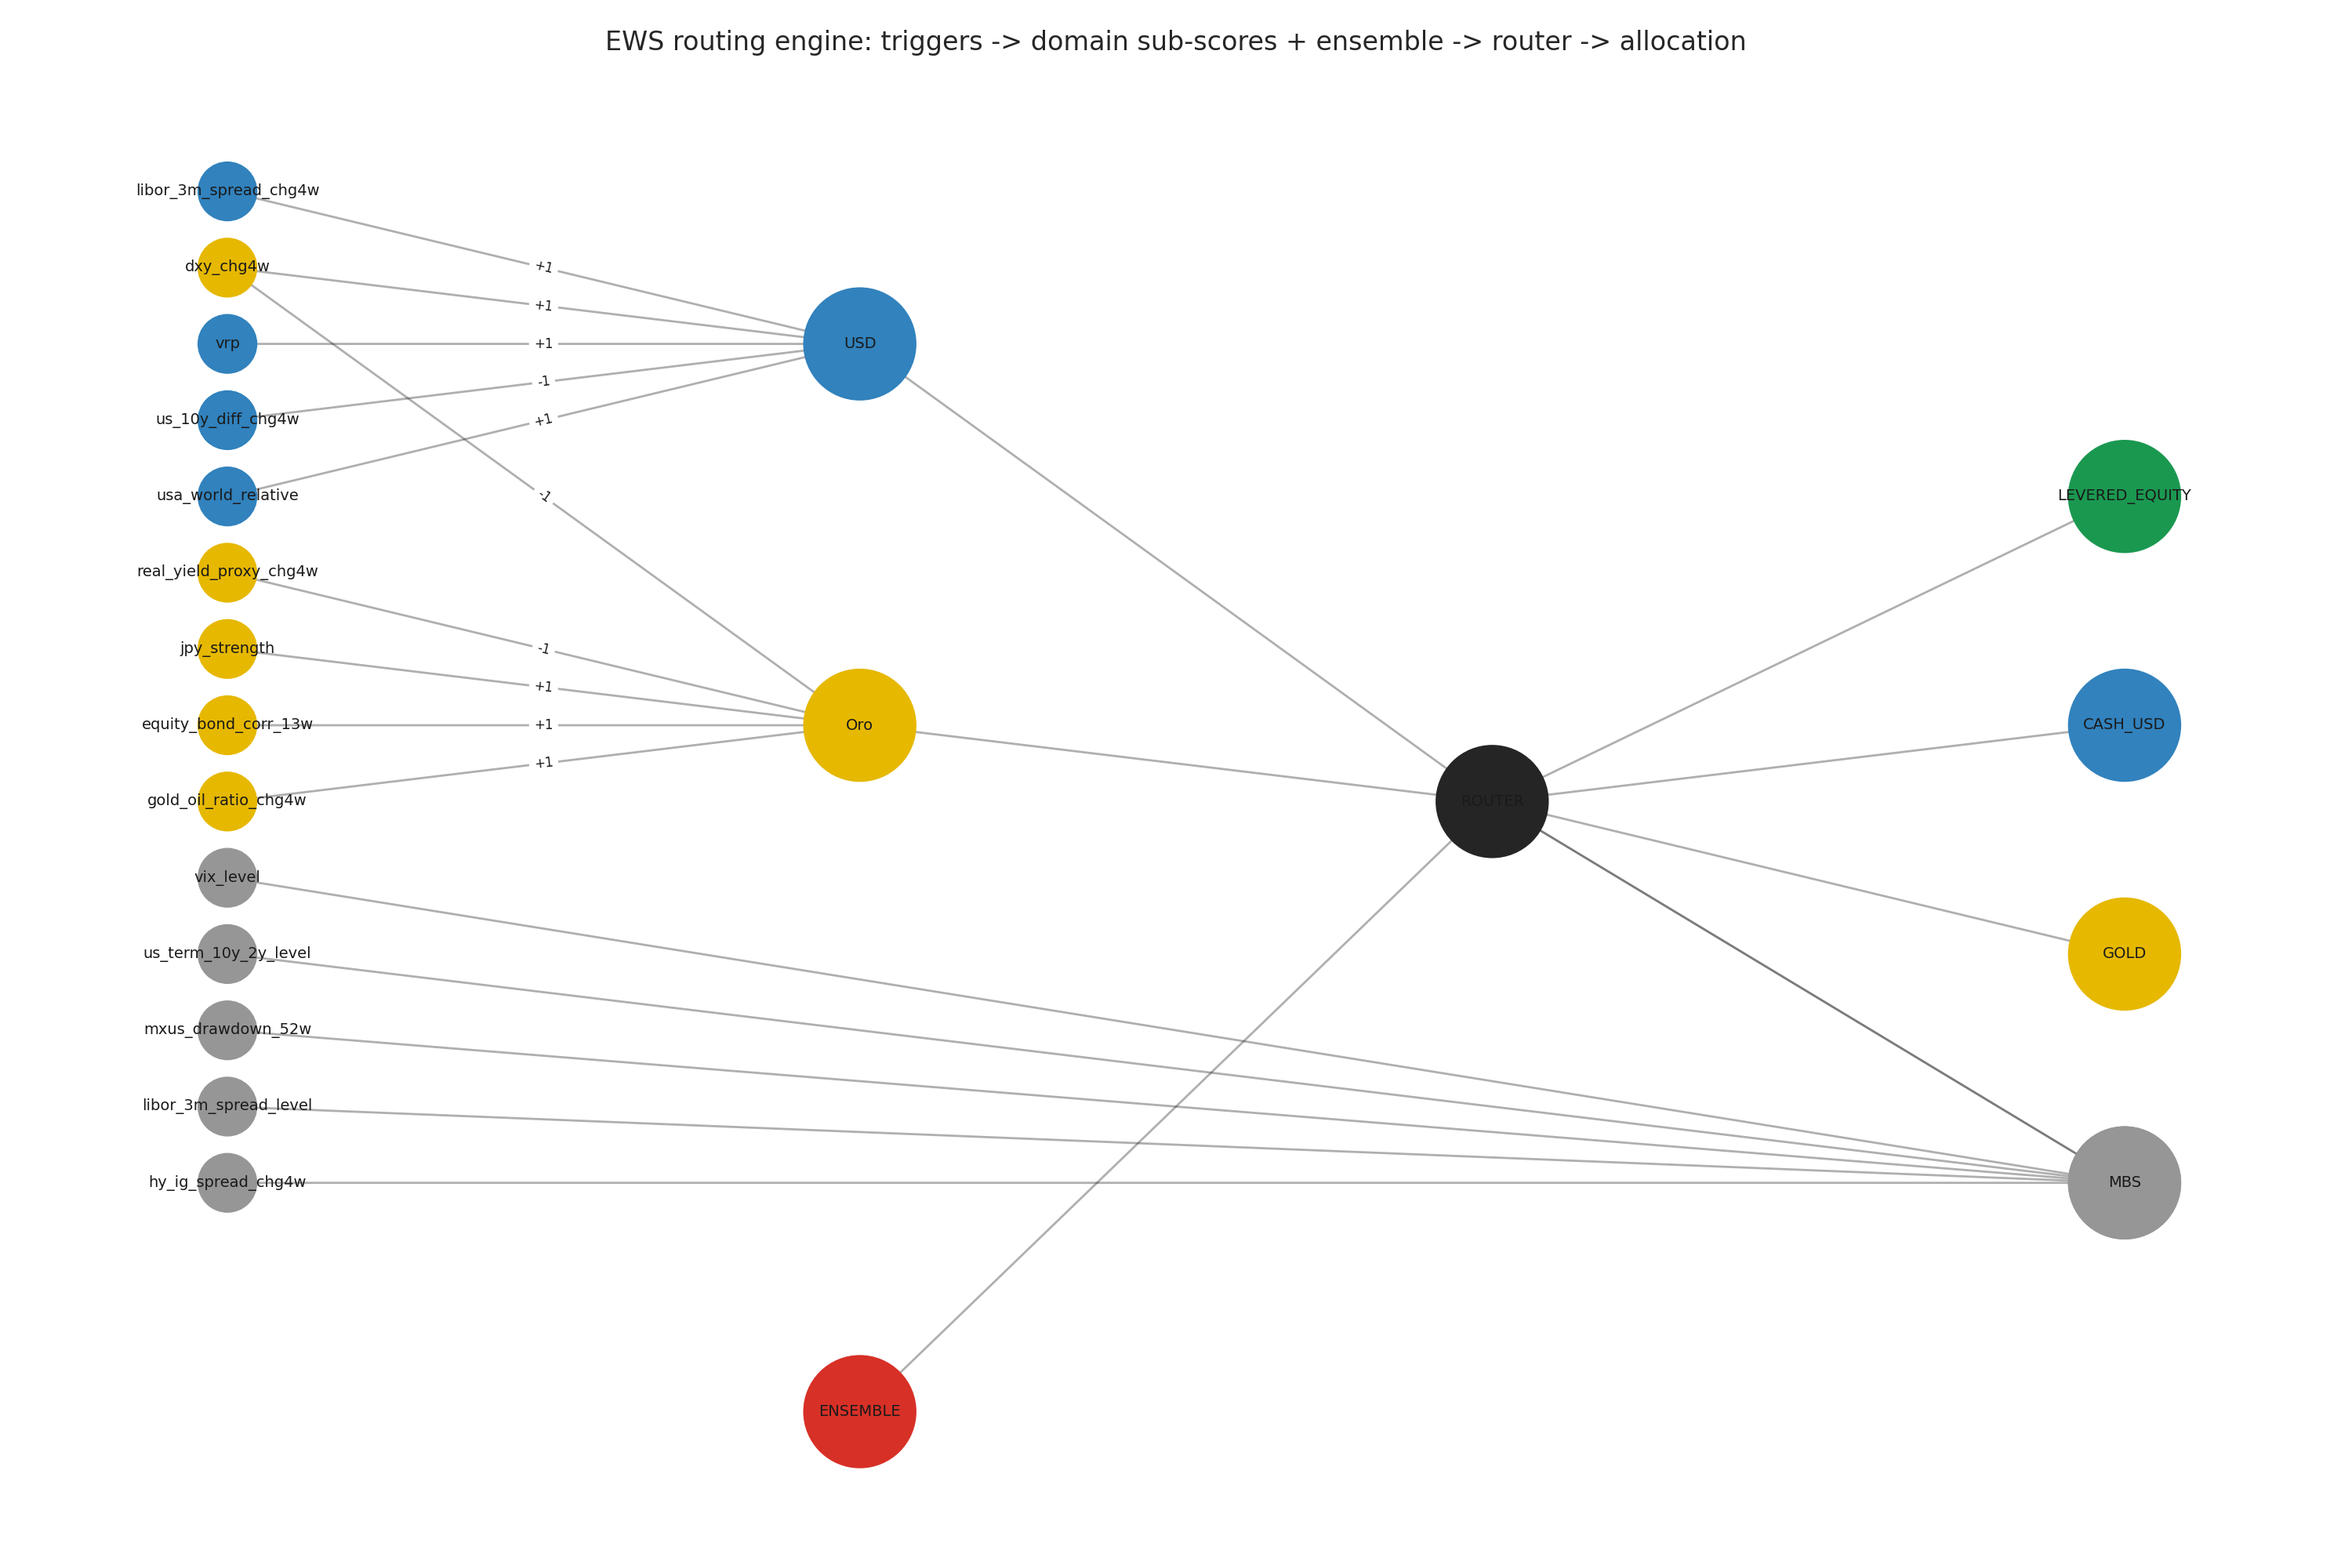 EWS routing engine: triggers -> domain sub-scores + ensemble -> router -> allocation
libor_3m_spread_chg4w
dxy_chg4w
vrp
us_10y_diff_chg4w
usa_world_relative
real_yield_proxy_chg4w
jpy_strength
equity_bond_corr_13w
gold_oil_ratio_chg4w
vix_level
us_term_10y_2y_level
mxus_drawdown_52w
libor_3m_spread_level
hy_ig_spread_chg4w
+1
+1
+1
-1
+1
-1
-1
+1
+1
+1
USD
Oro
ENSEMBLE
ROUTER
LEVERED_EQUITY
CASH_USD
GOLD
MBS